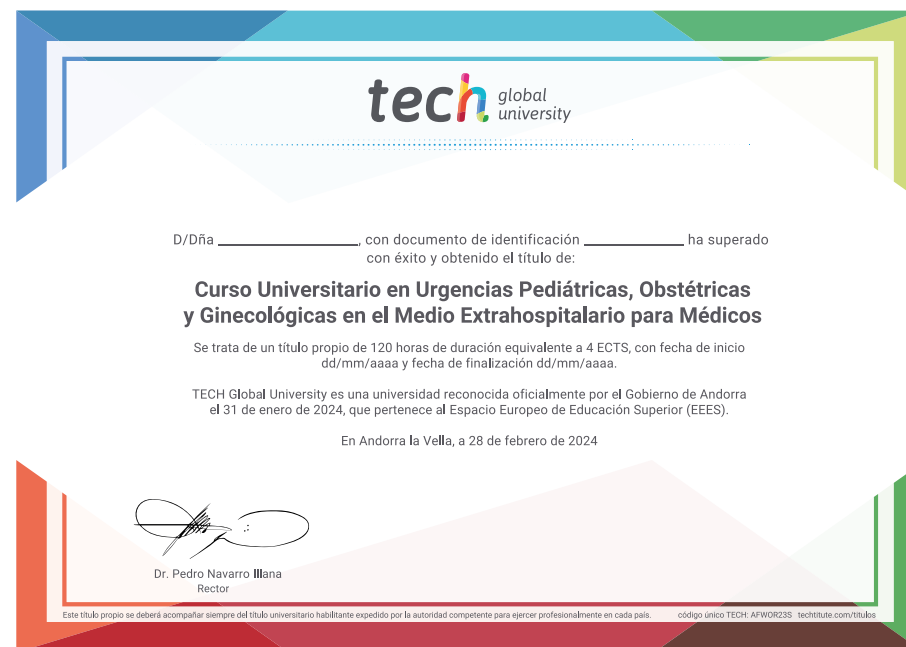 tech global university
D/Dña __________________, con documento de identificación _____________ ha superado
con éxito y obtenido el título de:
Curso Universitario en Urgencias Pediátricas, Obstétricas
y Ginecológicas en el Medio Extrahospitalario para Médicos
Se trata de un título propio de 120 horas de duración equivalente a 4 ECTS, con fecha de inicio
dd/mm/aaaa y fecha de finalización dd/mm/aaaa.
TECH Global University es una universidad reconocida oficialmente por el Gobierno de Andorra
el 31 de enero de 2024, que pertenece al Espacio Europeo de Educación Superior (EEES).
En Andorra la Vella, a 28 de febrero de 2024
Dr. Pedro Navarro Illana
Rector
Este título propio se deberá acompañar siempre del título universitario habilitante expedido por la autoridad competente para ejercer profesionalmente en cada país. código único TECH: AFWOR23S techtitute.com/titulos